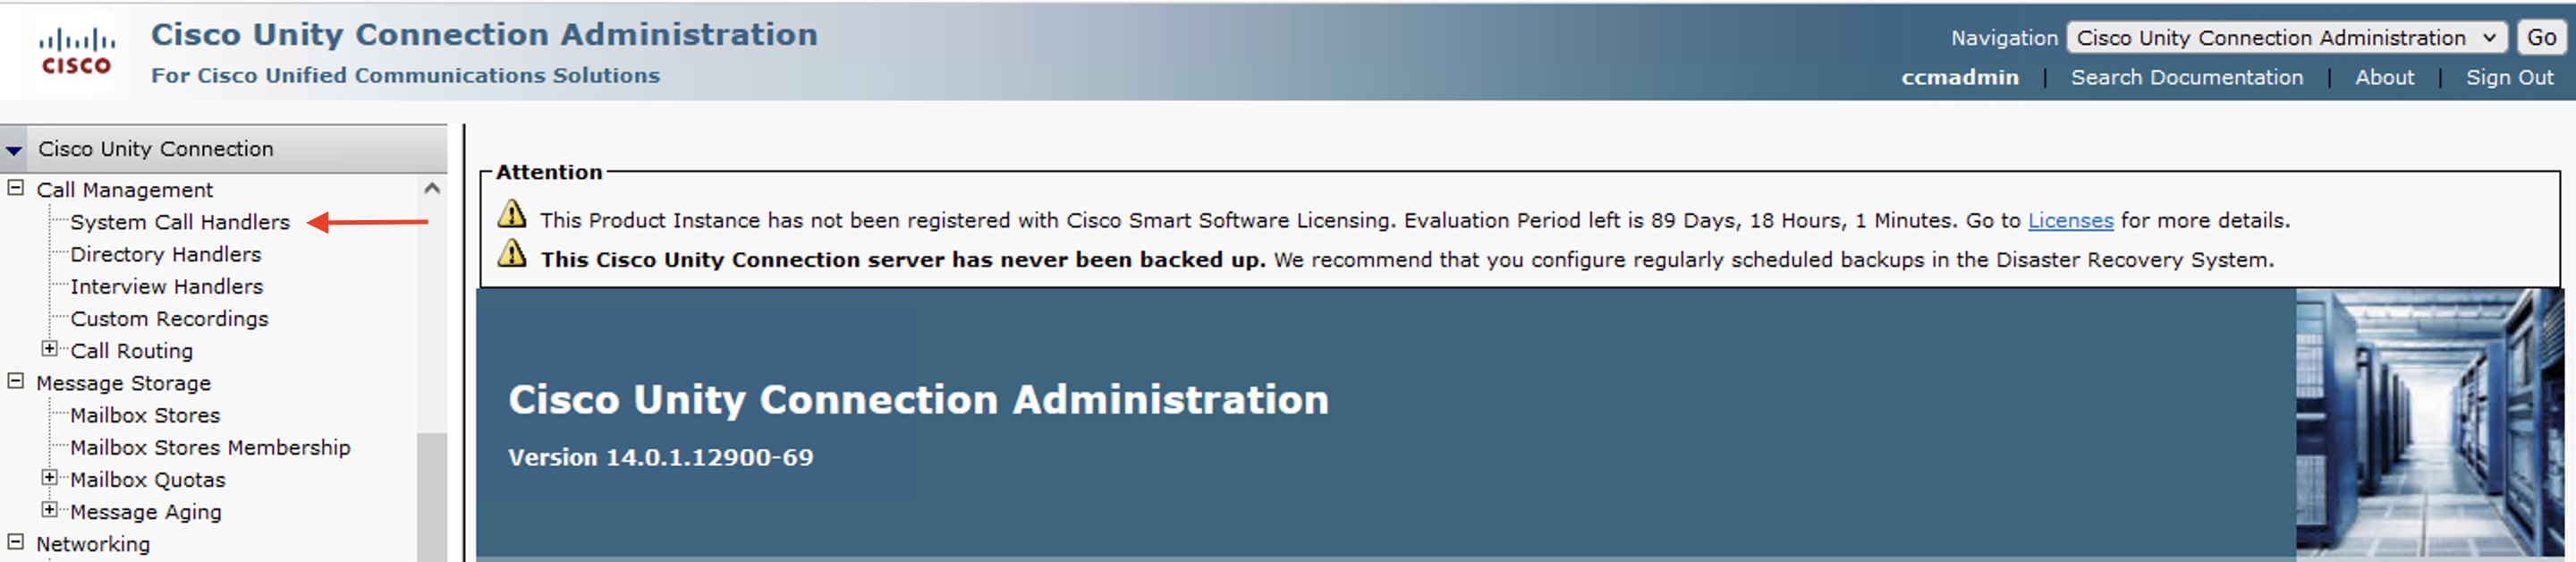 CISCO
Cisco Unity Connection Administration
For Cisco Unified Communications Solutions
Navigation Cisco Unity Connection Administration Go
ccmadmin | Search Documentation | About | Sign Out
Cisco Unity Connection
Call Management
System Call Handlers
Directory Handlers
Interview Handlers
Custom Recordings
Call Routing
Message Storage
Mailbox Stores
Mailbox Stores Membership
Mailbox Quotas
Message Aging
Networking
Attention
This Product Instance has not been registered with Cisco Smart Software Licensing. Evaluation Period left is 89 Days, 18 Hours, 1 Minutes. Go to Licenses for more details.
This Cisco Unity Connection server has never been backed up. We recommend that you configure regularly scheduled backups in the Disaster Recovery System.
Cisco Unity Connection Administration
Version 14.0.1.12900-69